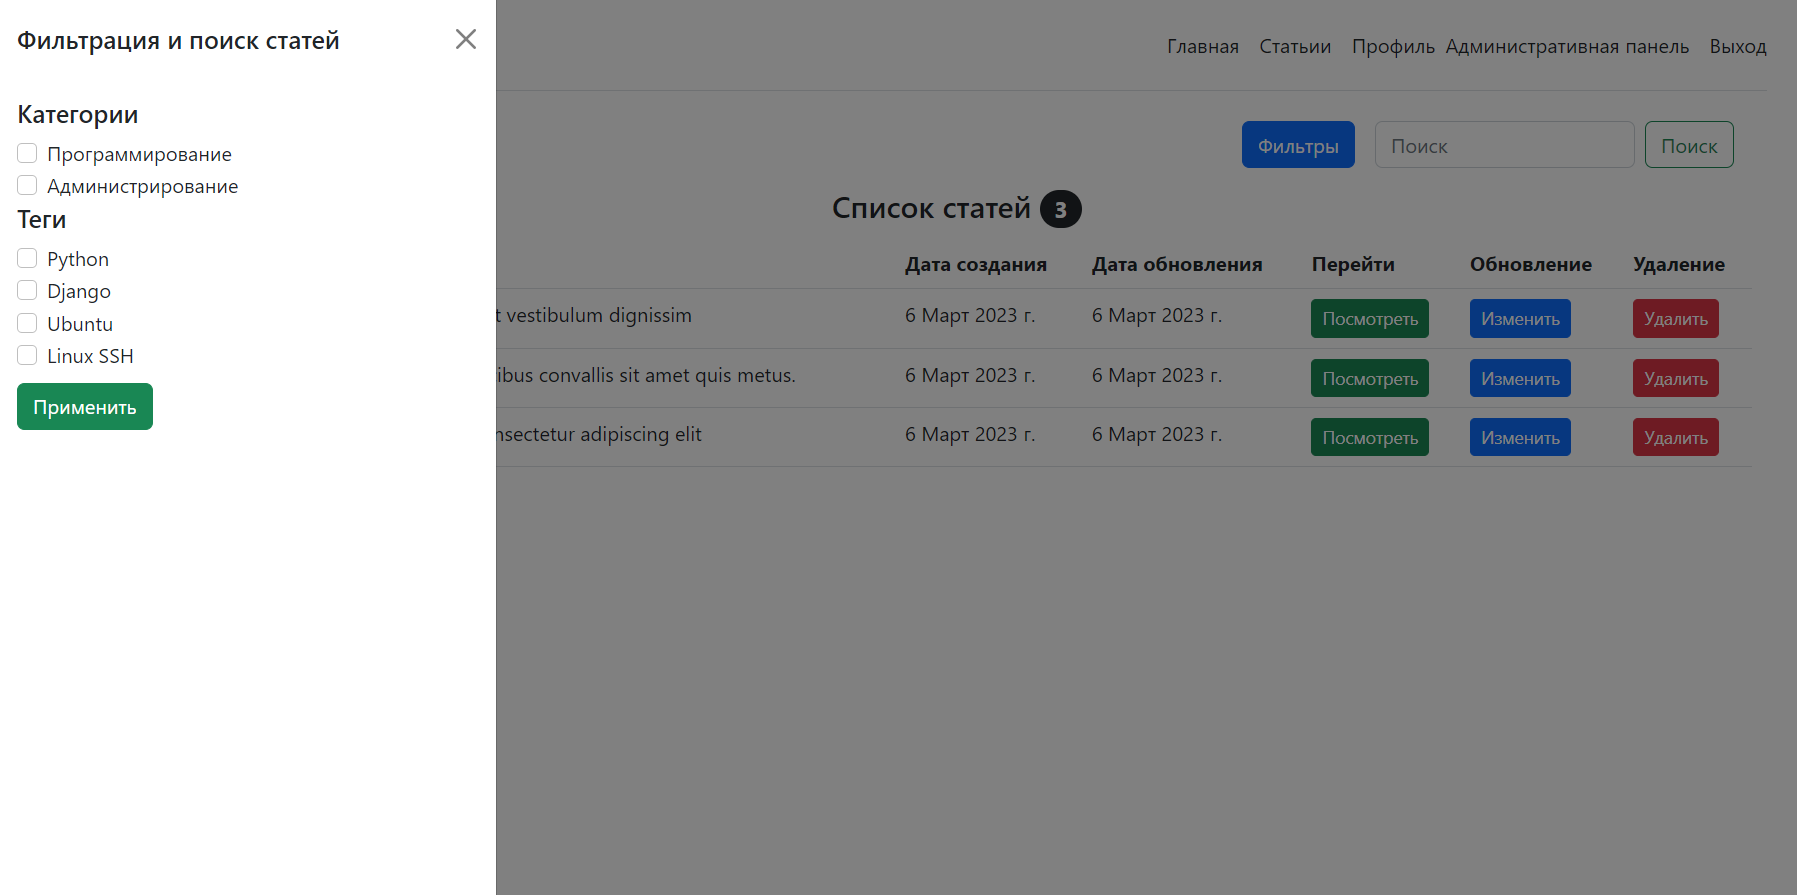 Фильтрация и поиск статей
Категории
Программирование
Администрирование
Теги
Python
Django
Ubuntu
Linux SSH
Применить
Главная Статьии Профиль Административная панель Выход
Фильтры Поиск Поиск
Список статей 3
Дата создания Дата обновления Перейти Обновление Удаление
t vestibulum dignissim 6 Март 2023 г. 6 Март 2023 г. Посмотреть Изменить Удалить
ibus convallis sit amet quis metus. 6 Март 2023 г. 6 Март 2023 г. Посмотреть Изменить Удалить
nsectetur adipiscing elit 6 Март 2023 г. 6 Март 2023 г. Посмотреть Изменить Удалить